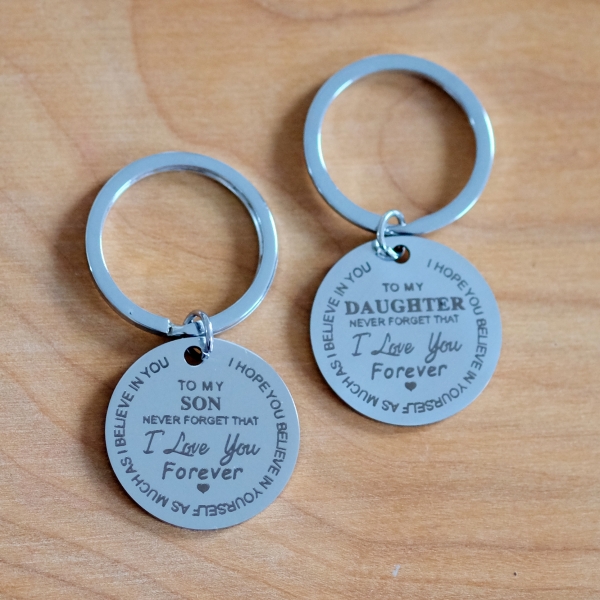 I HOPE YOU BELIEVE IN YOURSELF AS MUCH AS I BELIEVE IN YOU
TO MY
SON
NEVER FORGET THAT
I Love You
Forever
I HOPE YOU BELIEVE IN YOURSELF AS MUCH AS I BELIEVE IN YOU
TO MY
DAUGHTER
NEVER FORGET THAT
I Love You
Forever